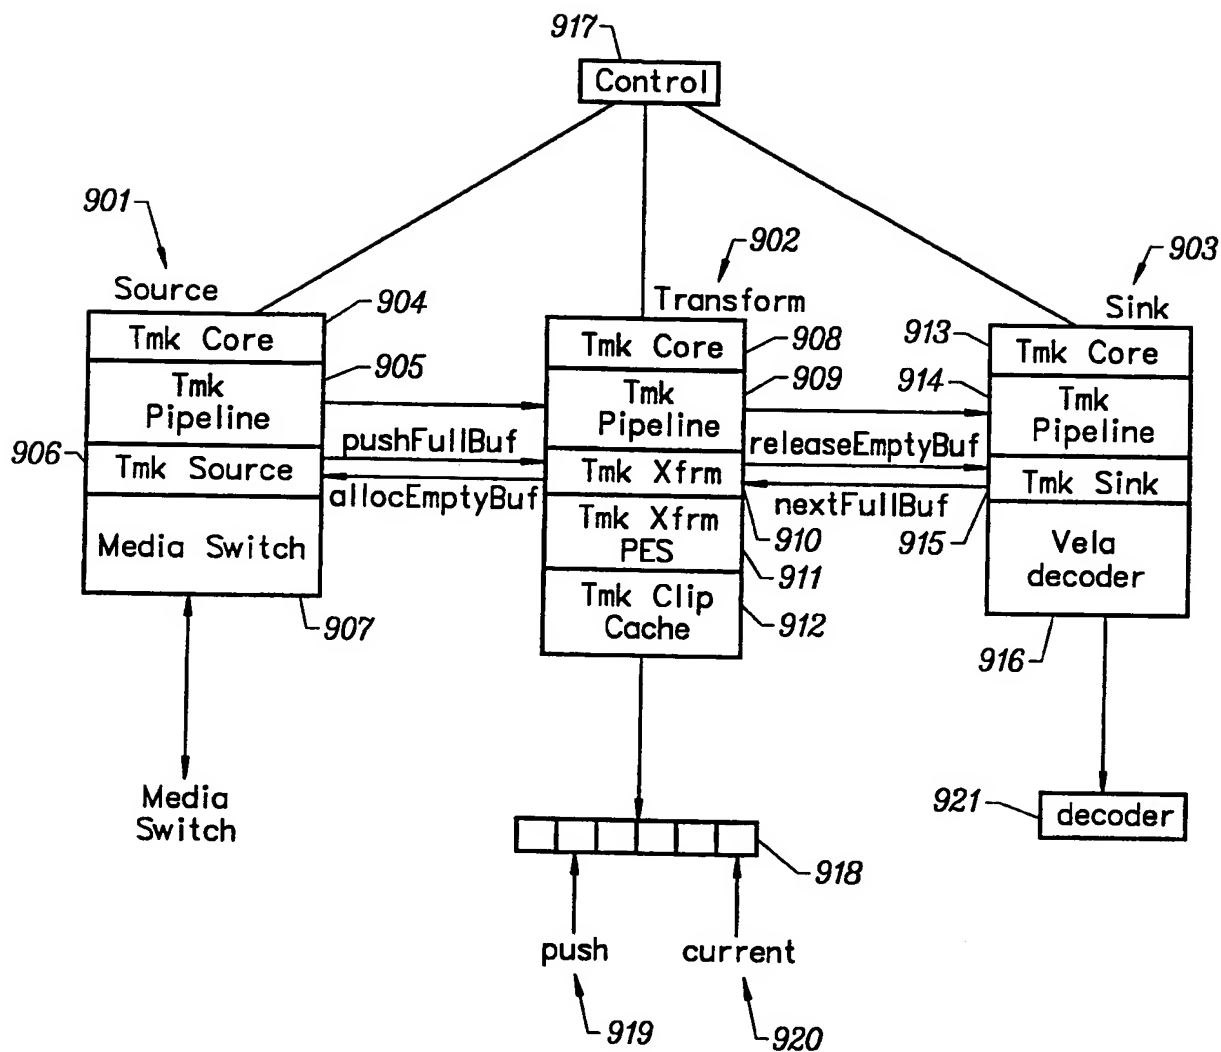 917
Control
901
902
903
Source
Transform
Sink
904
Tmk Core
905
Tmk
Pipeline
906
Tmk Source
Media Switch
907
Media
Switch
pushFullBuf
allocEmptyBuf
Tmk Core
908
Tmk
Pipeline
909
Tmk Xfrm
910
Tmk Xfrm
PES
911
Tmk Clip
Cache
912
releaseEmptyBuf
nextFullBuf
913
Tmk Core
914
Tmk
Pipeline
Tmk Sink
915
Vela
decoder
916
921
decoder
918
push
current
919
920